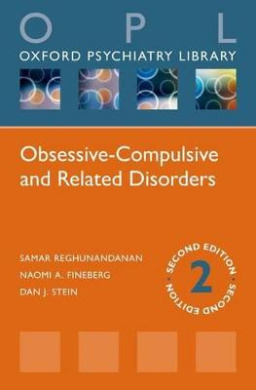 O P L
OXFORD PSYCHIATRY LIBRARY
Obsessive-Compulsive
and Related Disorders
SAMAR REGHUNANDANAN
NAOMI A. FINEBERG
DAN J. STEIN
SECOND EDITION • SECOND EDITION •
2